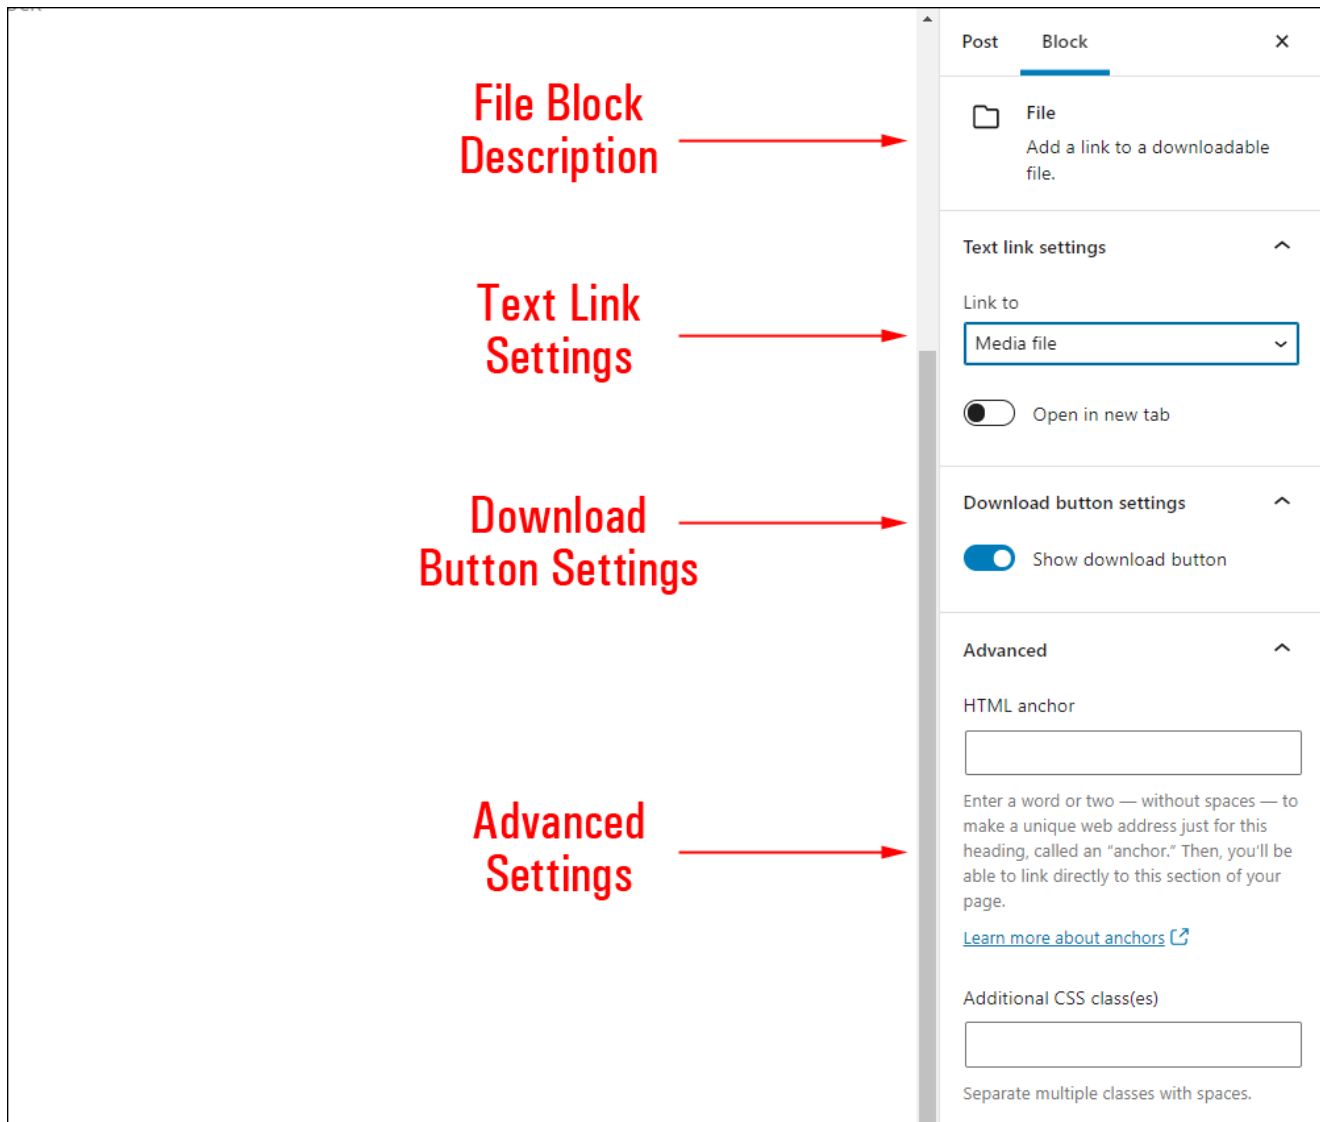 Post Block
File Block
Description
File
Add a link to a downloadable
file.
Text link settings
Text Link
Settings
Link to
Media file
Open in new tab
Download
Button Settings
Download button settings
Show download button
Advanced
HTML anchor
Advanced
Settings
Enter a word or two — without spaces — to
make a unique web address just for this
heading, called an “anchor.” Then, you’ll be
able to link directly to this section of your
page.
Learn more about anchors
Additional CSS class(es)
Separate multiple classes with spaces.